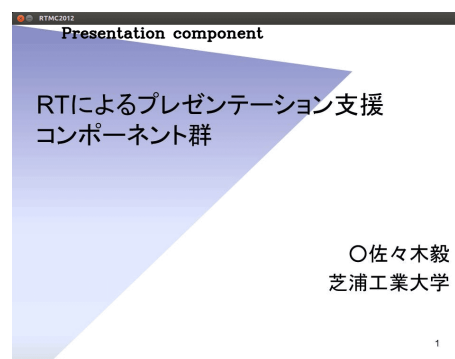 RTMC2012
Presentation component
RTによるプレゼンテーション支援
コンポーネント群
〇佐々木毅
芝浦工業大学
1